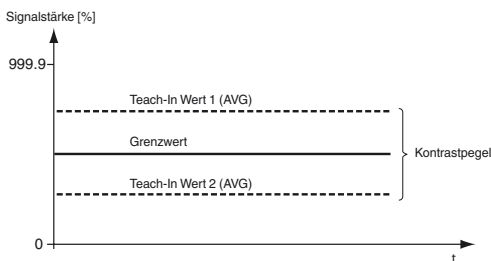 Signalstärke [%]
999.9
Teach-In Wert 1 (AVG)
Grenzwert
Kontrastpegel
Teach-In Wert 2 (AVG)
0
t